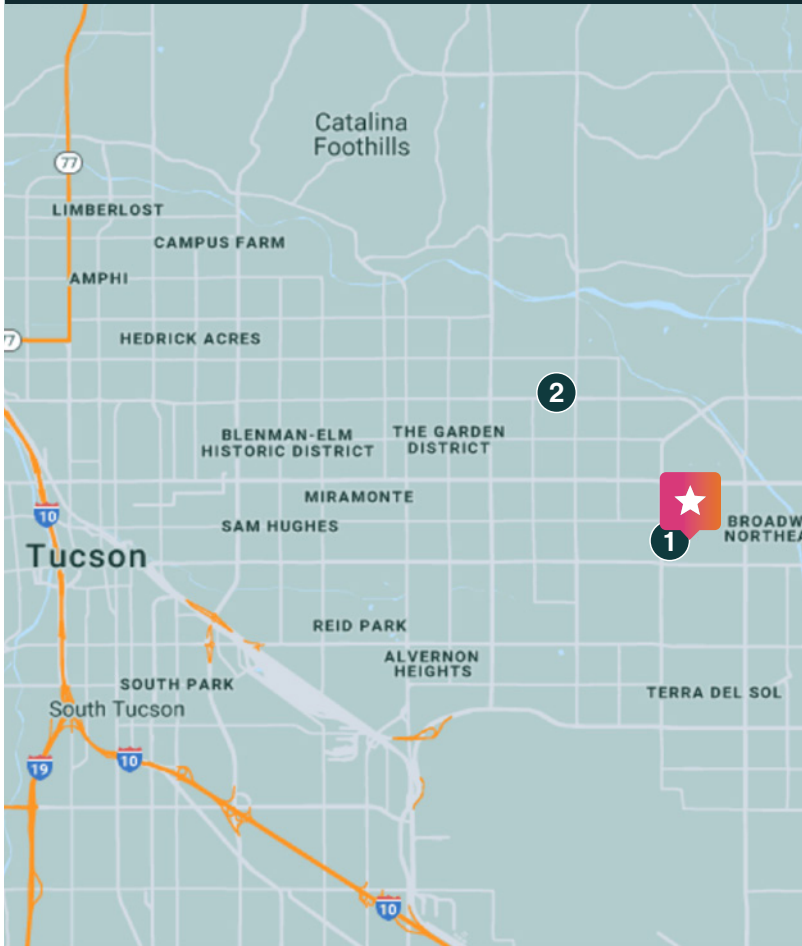 Catalina
Foothills
77
LIMBERLOST
CAMPUS FARM
AMPHI
77
HEDRICK ACRES
2
BLENMAN-ELM
HISTORIC DISTRICT
THE GARDEN
DISTRICT
MIRAMONTE
10
SAM HUGHES
BROADW
NORTHEA
1
Tucson
REID PARK
ALVERNON
HEIGHTS
SOUTH PARK
TERRA DEL SOL
South Tucson
10
19
10